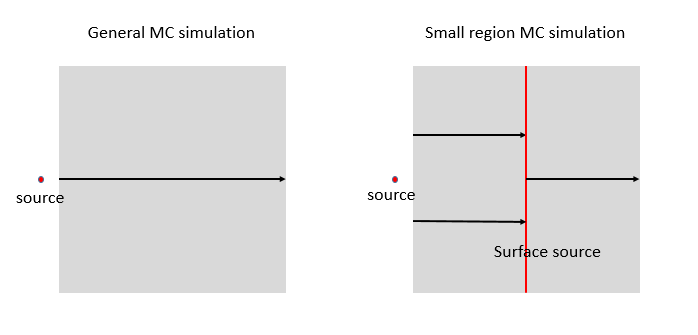 General MC simulation
Small region MC simulation
source
source
Surface source